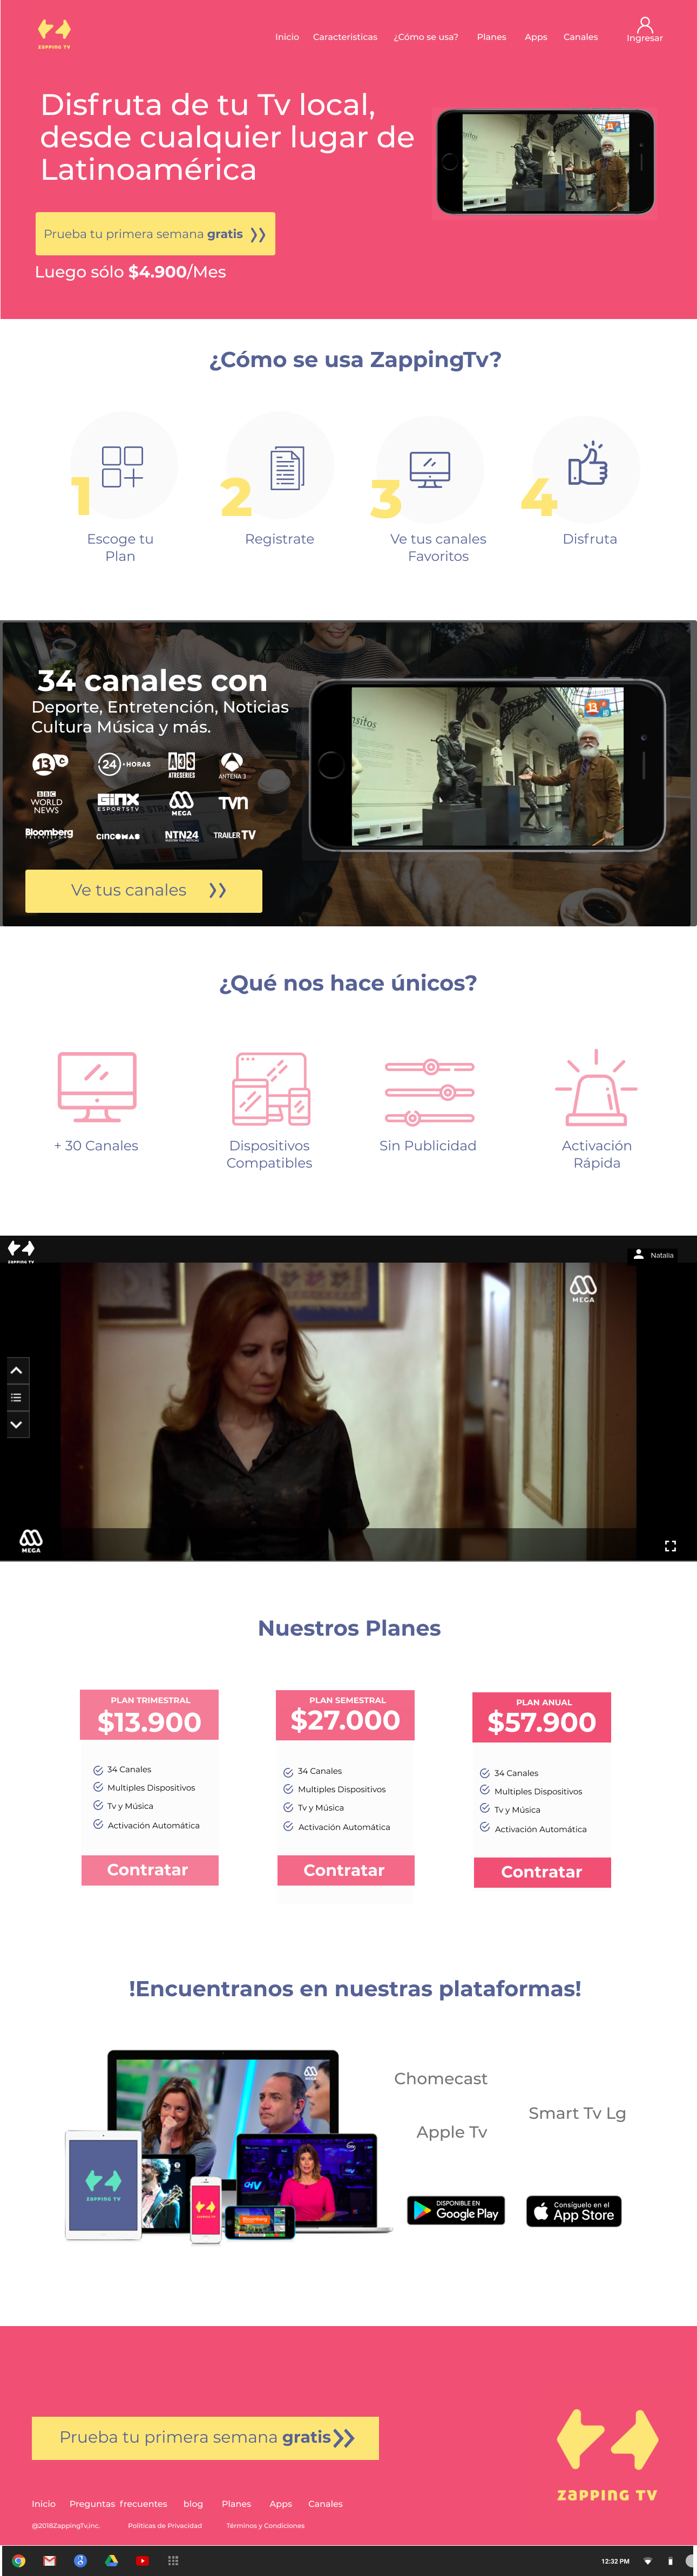 ZAPPING TV
Inicio Caracteristicas ¿Cómo se usa? Planes Apps Canales Ingresar
Disfruta de tu Tv local,
desde cualquier lugar de
Latinoamérica
Prueba tu primera semana gratis
Luego sólo $4.900/Mes
¿Cómo se usa ZappingTv?
1 2 3 4
Escoge tu
Plan
Registrate
Ve tus canales
Favoritos
Disfruta
34 canales con
Deporte, Entretención, Noticias
Cultura Música y más.
13c 24 HORAS A3S ATRESERIES ANTENA 3
BBC WORLD NEWS GINX ESPORTSTV MEGA TVN
Bloomberg TELEVISION CINCOMAS NTN24 TRAILER TV
Ve tus canales
¿Qué nos hace únicos?
+ 30 Canales
Dispositivos
Compatibles
Sin Publicidad
Activación
Rápida
ZAPPING TV
Natalia
MEGA
MEGA
Nuestros Planes
PLAN TRIMESTRAL
$13.900
34 Canales
Multiples Dispositivos
Tv y Música
Activación Automática
Contratar
PLAN SEMESTRAL
$27.000
34 Canales
Multiples Dispositivos
Tv y Música
Activación Automática
Contratar
PLAN ANUAL
$57.900
34 Canales
Multiples Dispositivos
Tv y Música
Activación Automática
Contratar
!Encuentranos en nuestras plataformas!
Chomecast
Smart Tv Lg
Apple Tv
ZAPPING TV
ZAPPING TV
CHV
Bloomberg
DISPONIBLE EN
Google Play
Consíguelo en el
App Store
Prueba tu primera semana gratis
ZAPPING TV
Inicio Preguntas frecuentes blog Planes Apps Canales
@2018ZappingTv,inc. Politicas de Privacidad Términos y Condiciones
12:32 PM